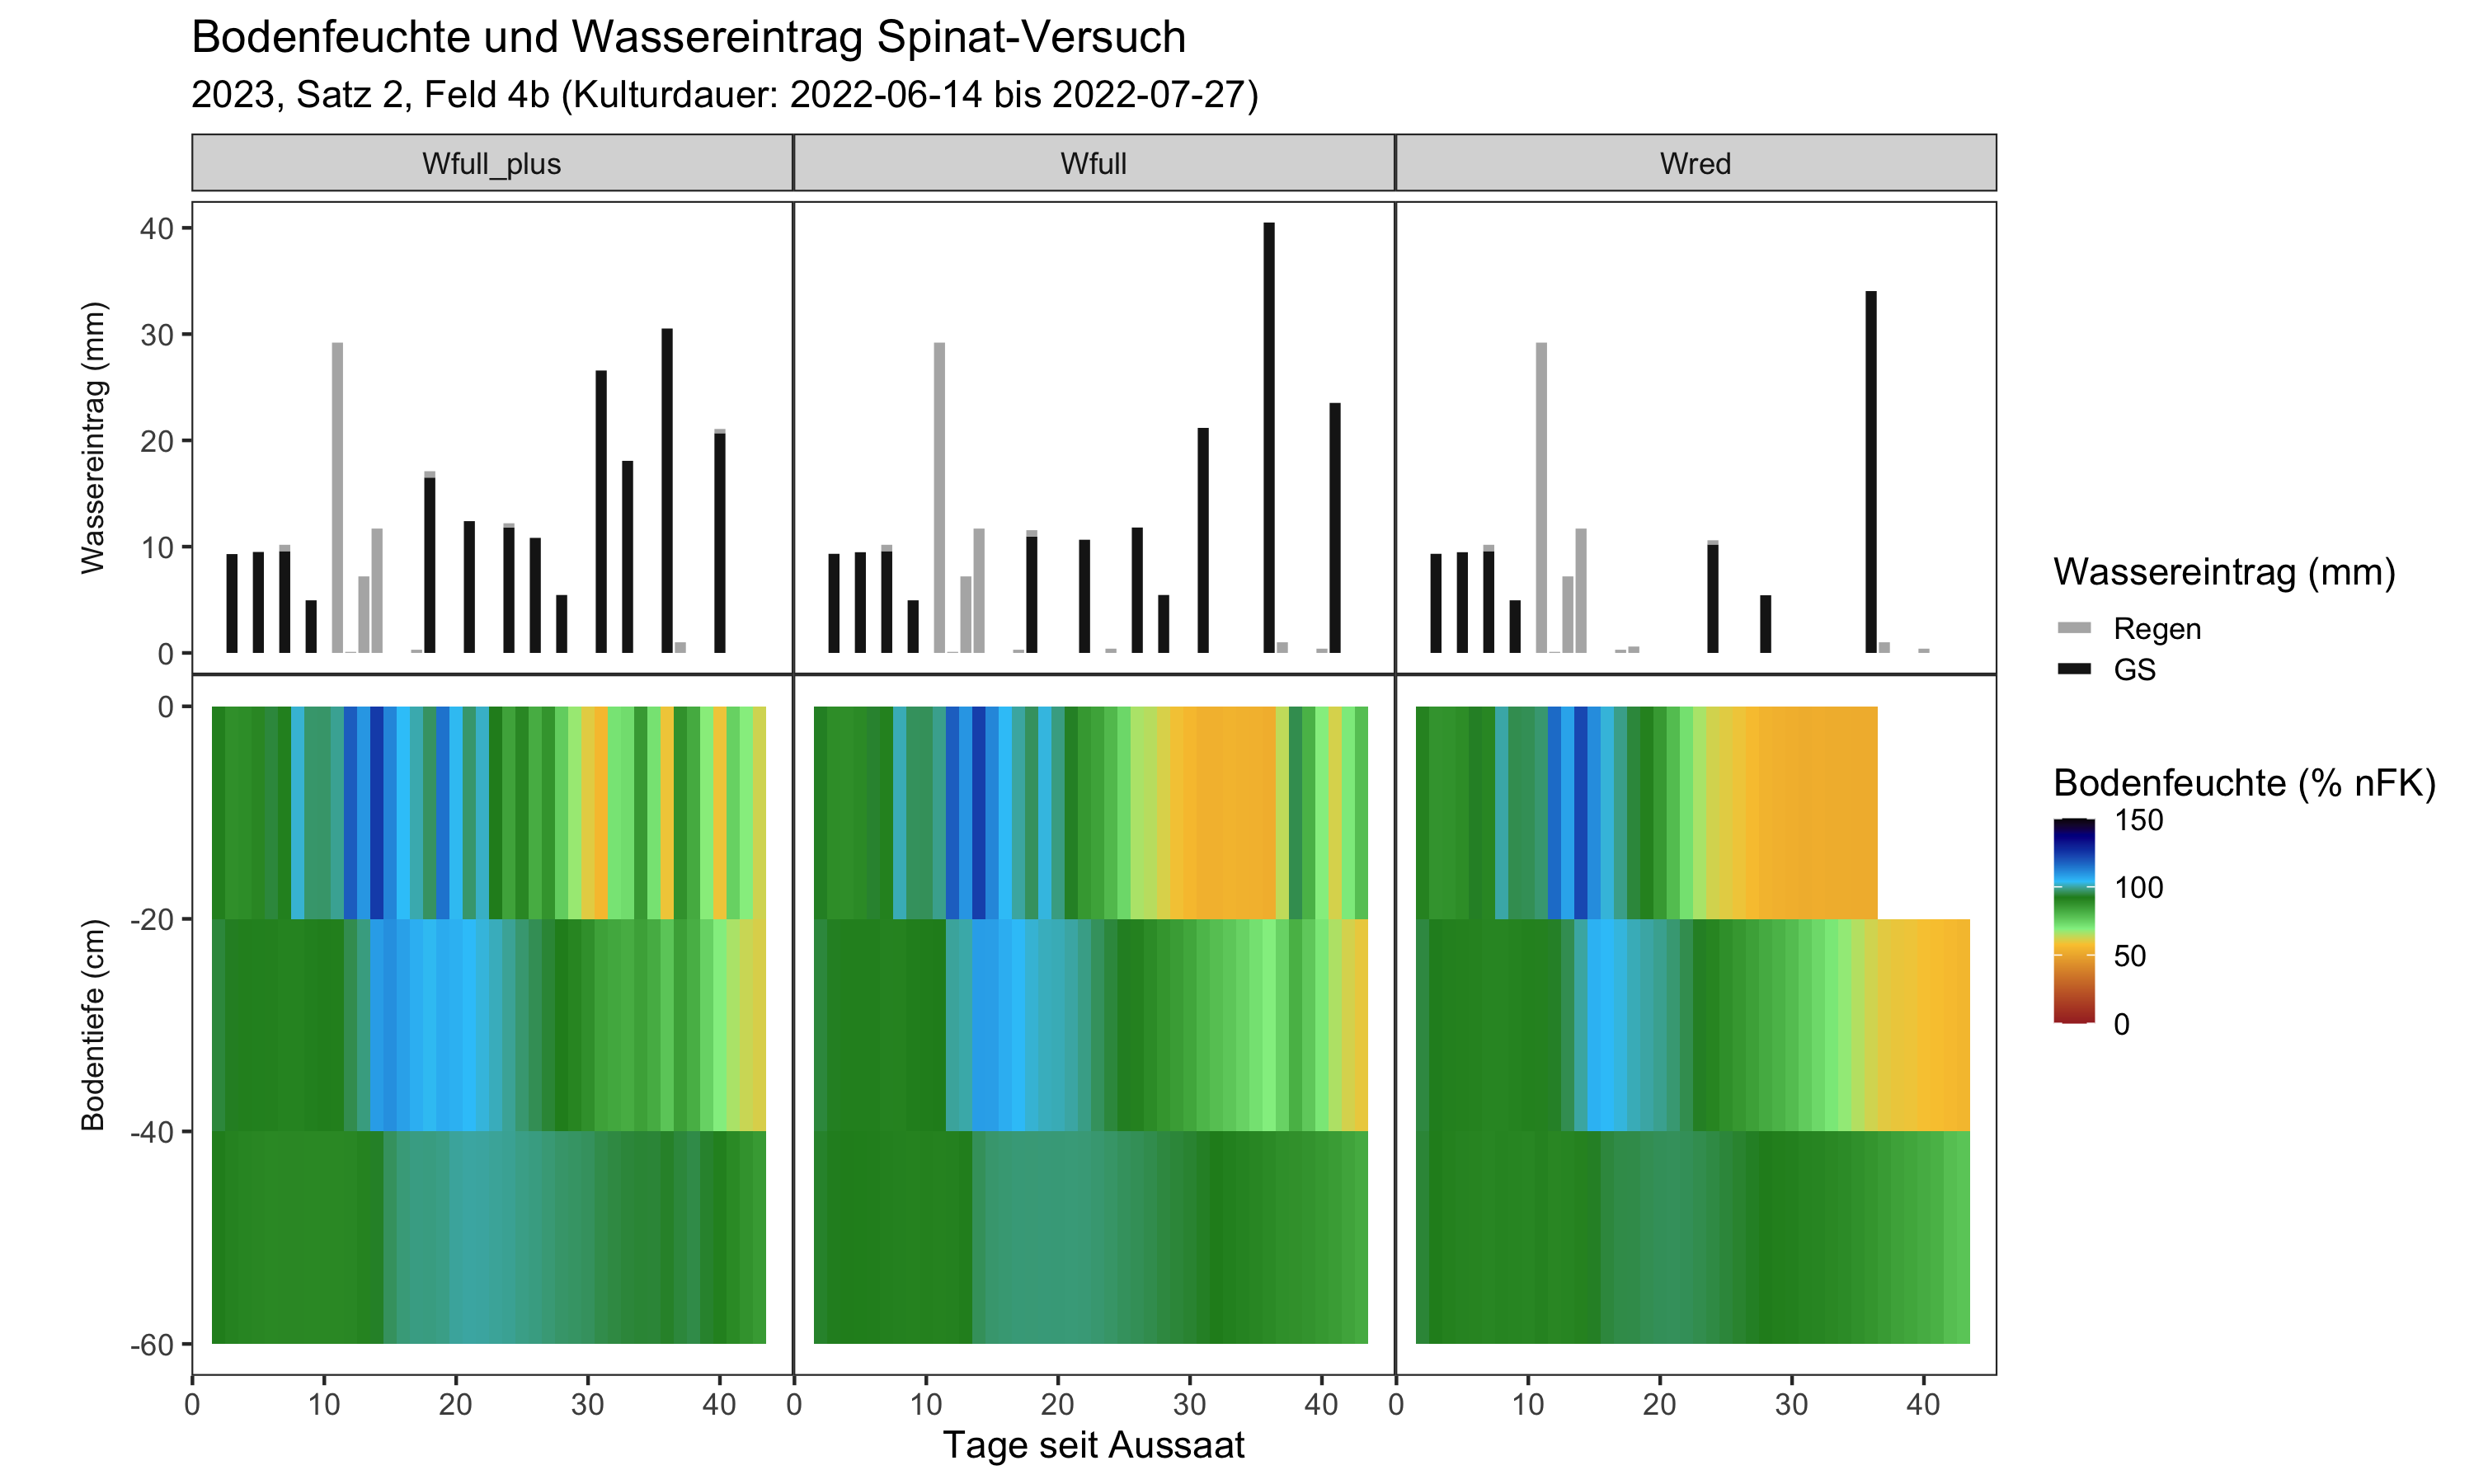 Bodenfeuchte und Wassereintrag Spinat-Versuch
2023, Satz 2, Feld 4b (Kulturdauer: 2022-06-14 bis 2022-07-27)
Wfull_plus
Wfull
Wred
Wassereintrag (mm)
40
30
20
10
0
Bodentiefe (cm)
0
-20
-40
-60
0 10 20 30 40
0 10 20 30 40
0 10 20 30 40
Tage seit Aussaat
Wassereintrag (mm)
Regen
GS
Bodenfeuchte (% nFK)
150
100
50
0